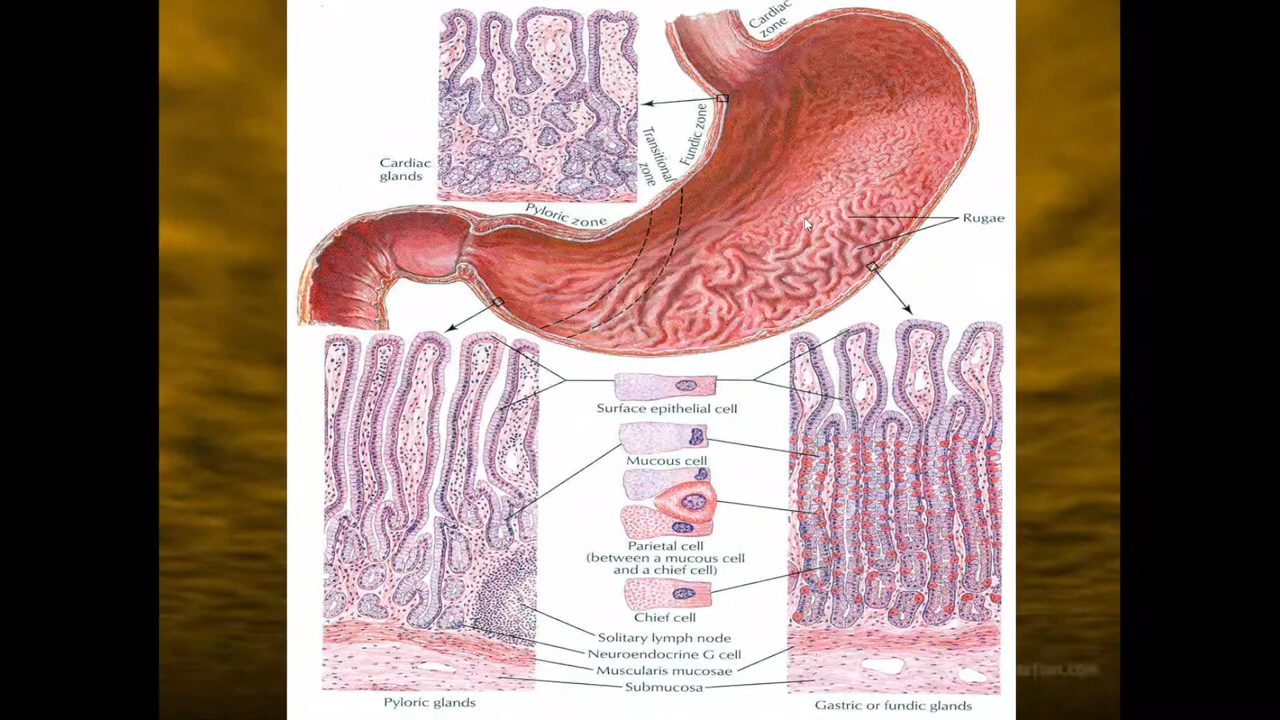 Cardiac
zone
Fundic zone
Transitional
zone
Cardiac
glands
Pyloric zone
Rugae
Surface epithelial cell
Mucous cell
Parietal cell
(between a mucous cell
and a chief cell)
Chief cell
Solitary lymph node
Neuroendocrine G cell
Muscularis mucosae
Submucosa
Pyloric glands
Gastric or fundic glands